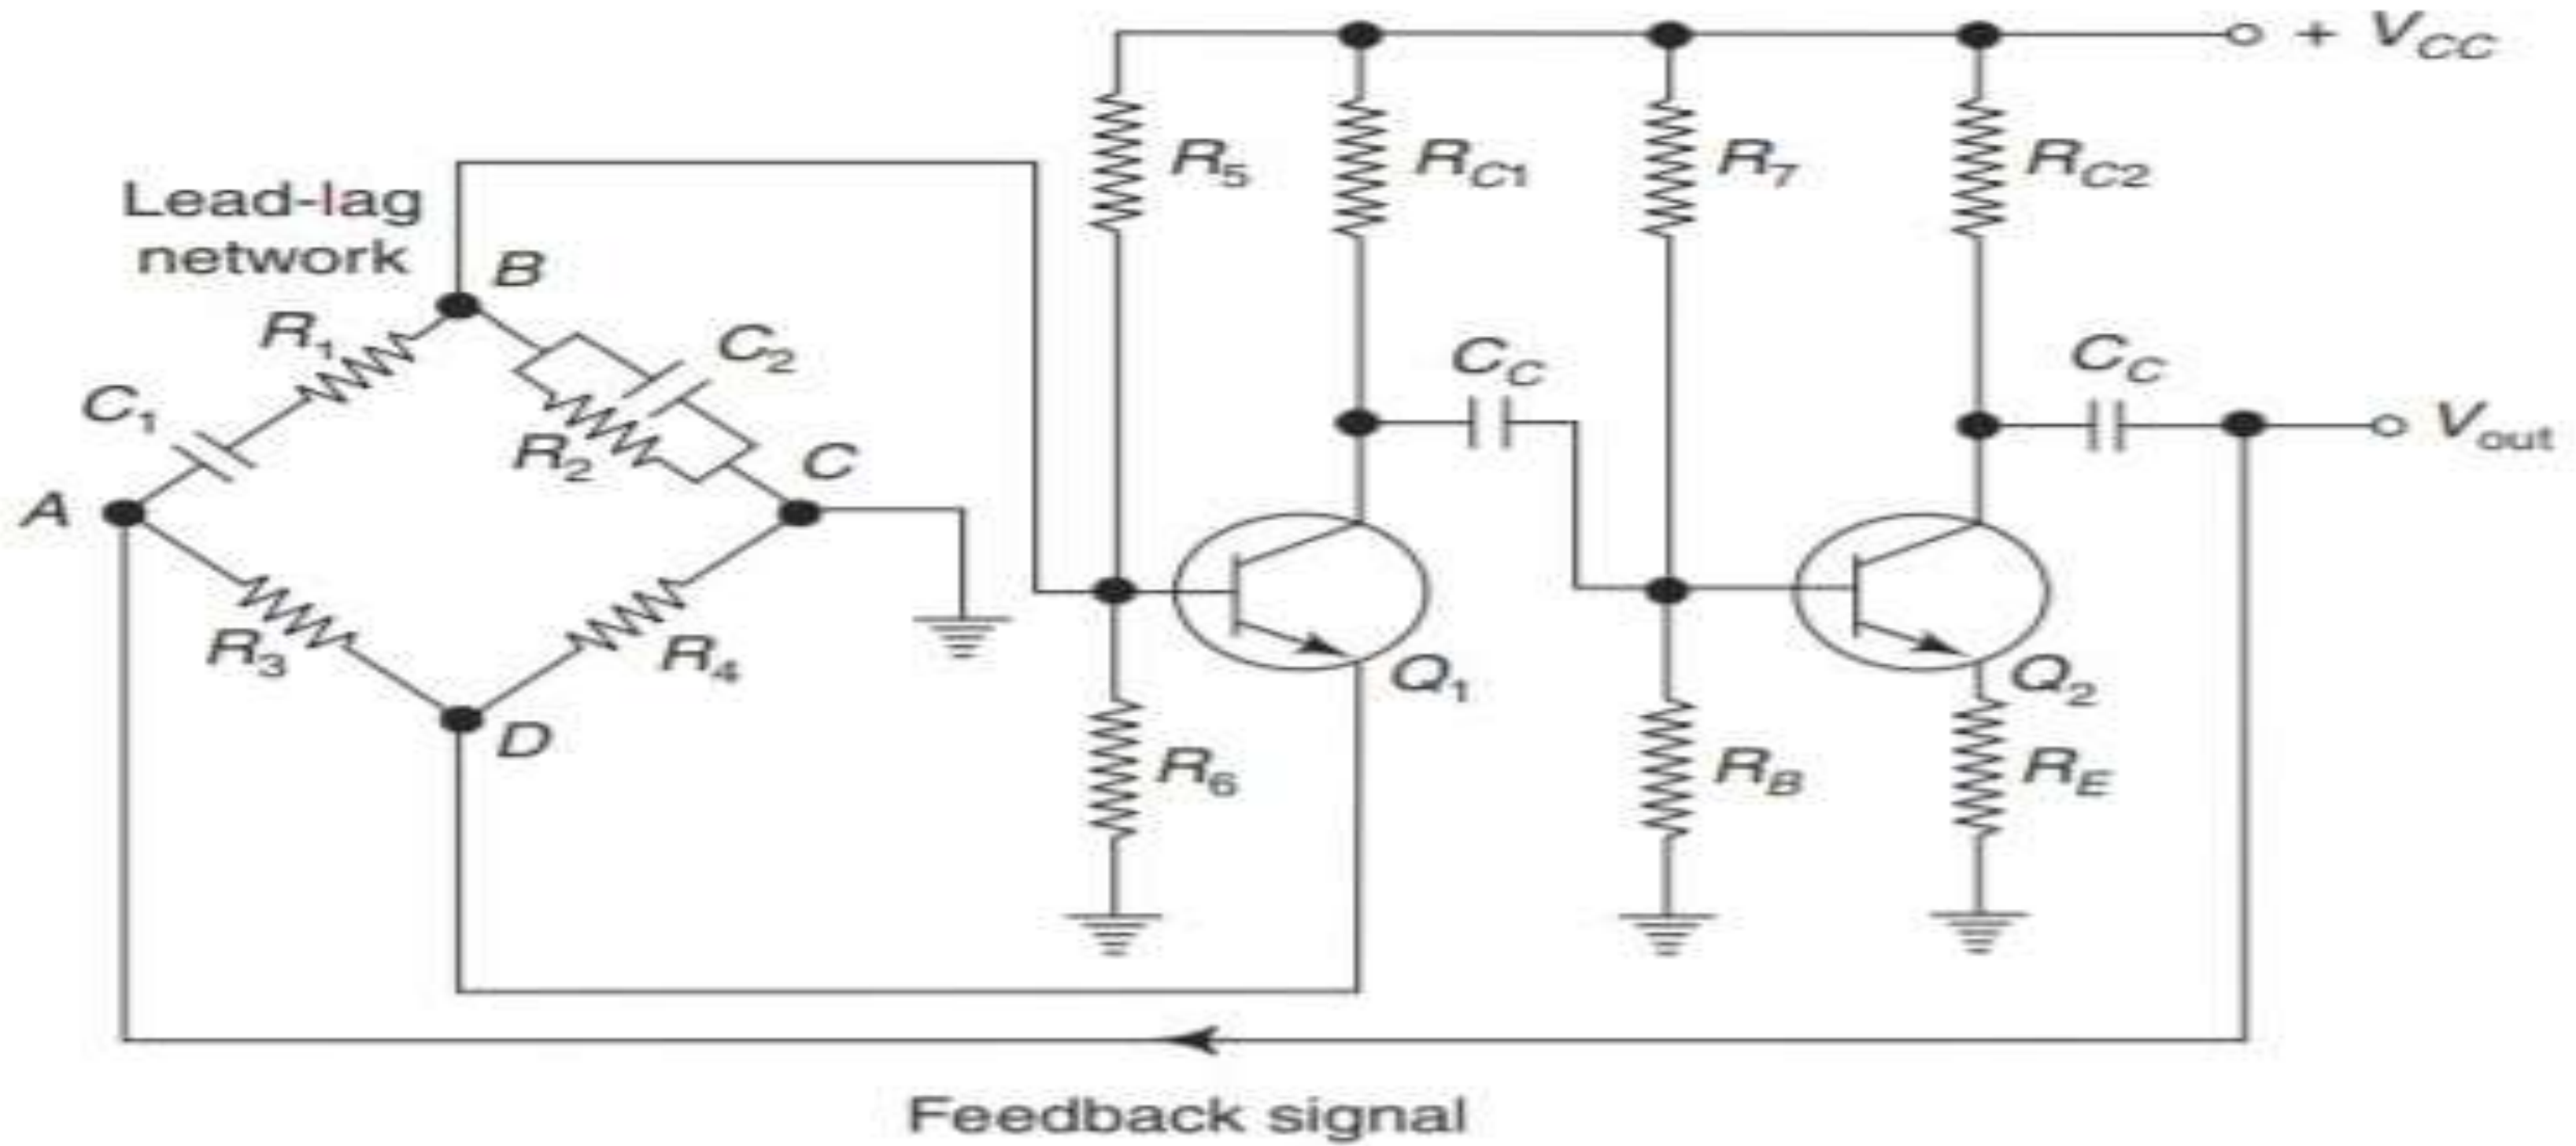 + VCC
R5
RC1
R7
RC2
Lead-lag
network
B
R1
C2
CC
CC
C1
R2
C
Vout
A
R3
R4
Q1
Q2
D
R6
RB
RE
Feedback signal